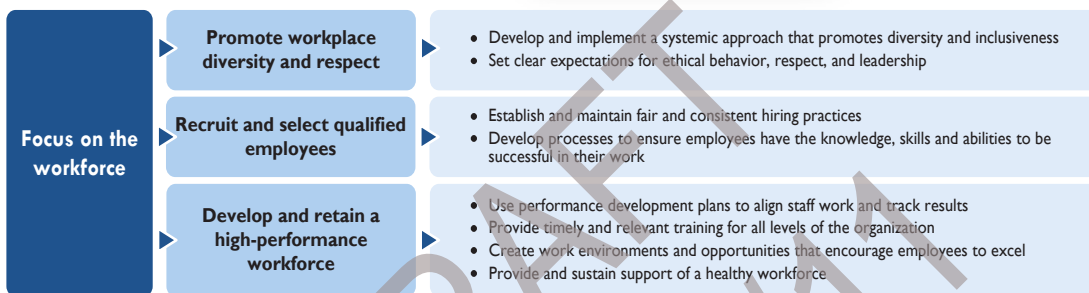 Focus on the
workforce
Promote workplace
diversity and respect
• Develop and implement a systemic approach that promotes diversity and inclusiveness
• Set clear expectations for ethical behavior, respect, and leadership
Recruit and select qualified
employees
• Establish and maintain fair and consistent hiring practices
• Develop processes to ensure employees have the knowledge, skills and abilities to be
successful in their work
Develop and retain a
high-performance
workforce
• Use performance development plans to align staff work and track results
• Provide timely and relevant training for all levels of the organization
• Create work environments and opportunities that encourage employees to excel
• Provide and sustain support of a healthy workforce
DRAFT